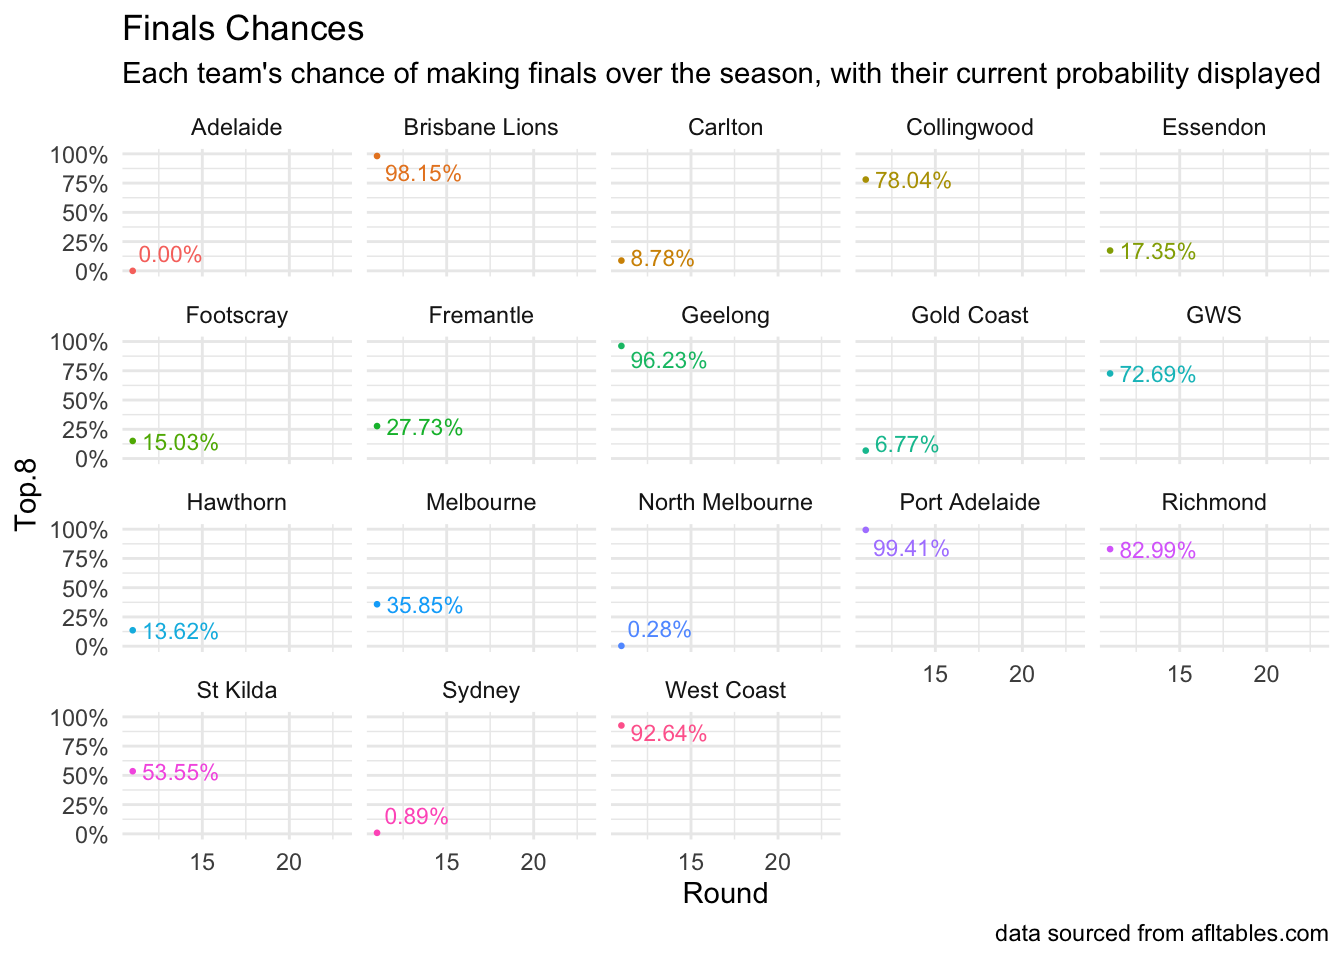 Finals Chances
Each team's chance of making finals over the season, with their current probability displayed
Adelaide Brisbane Lions Carlton Collingwood Essendon
100%
75%
50%
25%
0%
0.00% 98.15% 8.78% 78.04% 17.35%
Footscray Fremantle Geelong Gold Coast GWS
100%
75%
50%
25%
0%
15.03% 27.73% 96.23% 6.77% 72.69%
Top.8
Hawthorn Melbourne North Melbourne Port Adelaide Richmond
100%
75%
50%
25%
0%
13.62% 35.85% 0.28% 99.41% 82.99%
15 20 15 20
St Kilda Sydney West Coast
100%
75%
50%
25%
0%
53.55% 0.89% 92.64%
15 20 15 20 15 20
Round
data sourced from afltables.com